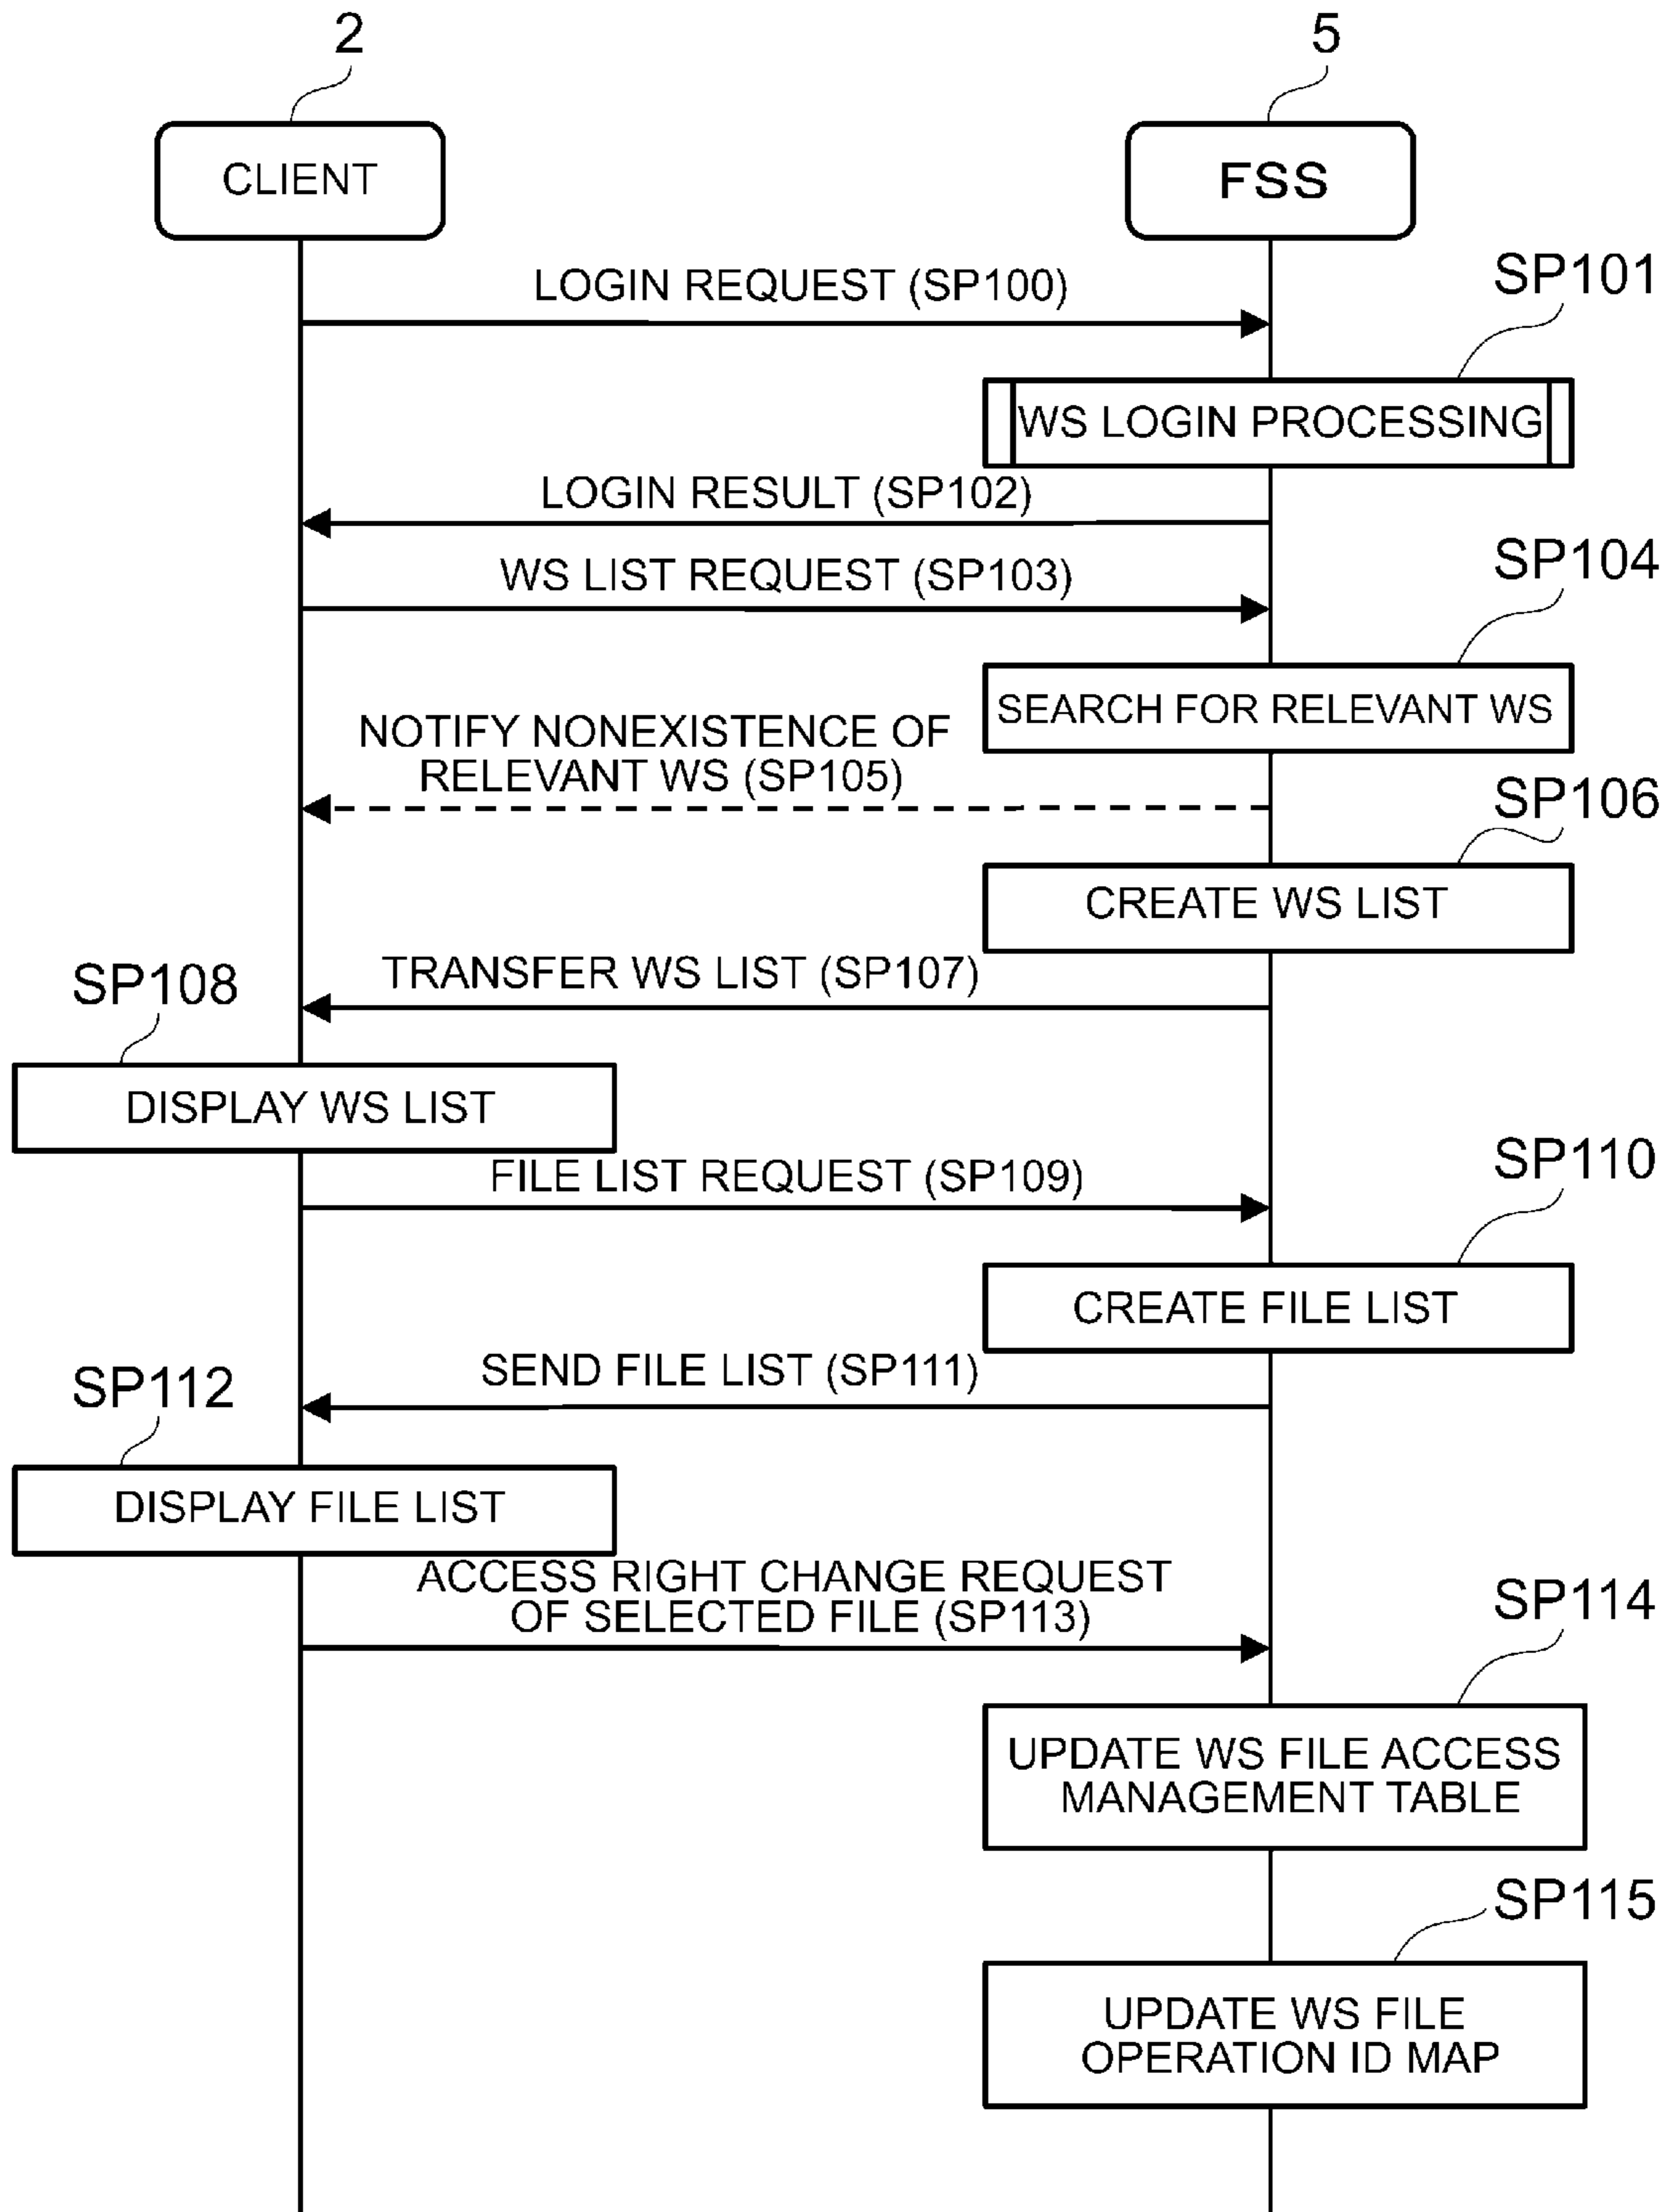 2
5
CLIENT
FSS
LOGIN REQUEST (SP100)
SP101
WS LOGIN PROCESSING
LOGIN RESULT (SP102)
WS LIST REQUEST (SP103)
SP104
SEARCH FOR RELEVANT WS
NOTIFY NONEXISTENCE OF
RELEVANT WS (SP105)
SP106
CREATE WS LIST
TRANSFER WS LIST (SP107)
SP108
DISPLAY WS LIST
FILE LIST REQUEST (SP109)
SP110
CREATE FILE LIST
SEND FILE LIST (SP111)
SP112
DISPLAY FILE LIST
ACCESS RIGHT CHANGE REQUEST
OF SELECTED FILE (SP113)
SP114
UPDATE WS FILE ACCESS
MANAGEMENT TABLE
SP115
UPDATE WS FILE
OPERATION ID MAP